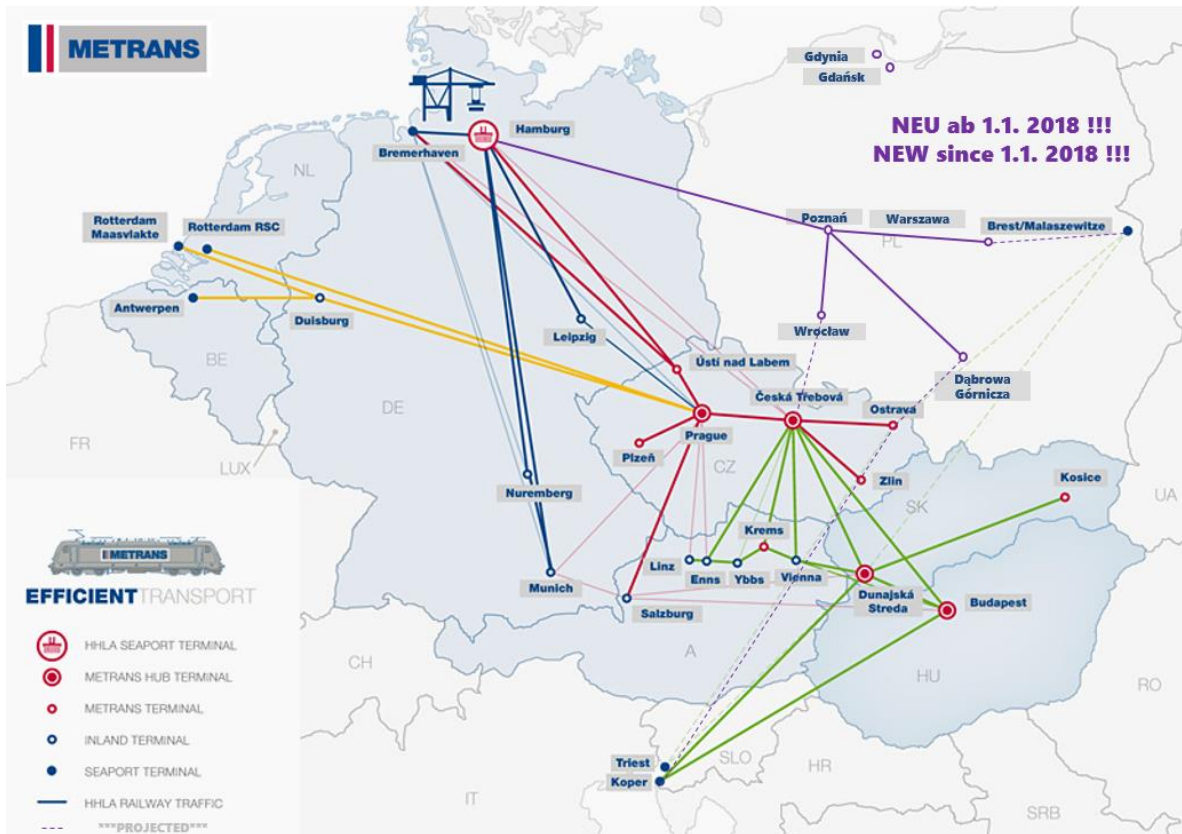 METRANS
Gdynia
Gdańsk
NEU ab 1.1. 2018 !!!
NEW since 1.1. 2018 !!!
Hamburg
Bremerhaven
NL
Rotterdam
Maasvlakte
Rotterdam RSC
Poznań
Warszawa
Brest/Malaszewitze
PL
Antwerpen
Duisburg
Leipzig
Wrocław
BE
Ústí nad Labem
Dąbrowa
Górnicza
DE
Česká Třebová
Ostrava
FR
LUX
Prague
Plzeň
CZ
Zlin
Kosice
Nuremberg
SK
UA
Krems
METRANS
EFFICIENTTRANSPORT
Munich
Linz
Enns
Ybbs
Vienna
Dunajská
Streda
Budapest
Salzburg
HHLA SEAPORT TERMINAL
CH
A
HU
RO
METRANS HUB TERMINAL
METRANS TERMINAL
INLAND TERMINAL
SEAPORT TERMINAL
Triest
Koper
SLO
HR
IT
HHLA RAILWAY TRAFFIC
SRB
***PROJECTED***